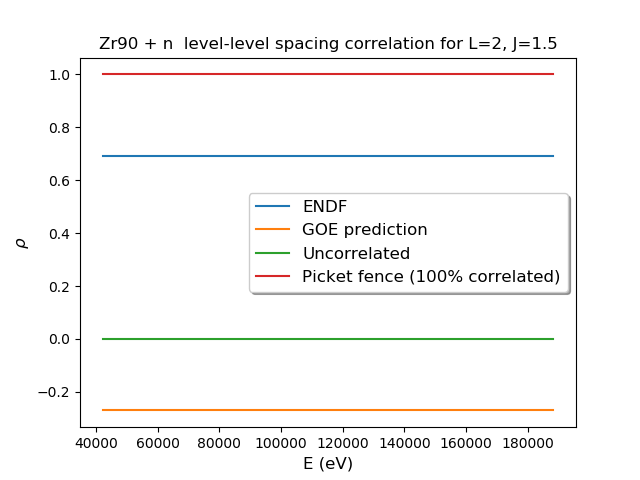 Zr90 + n  level-level spacing correlation for L=2, J=1.5
1.0
0.8
0.6
0.4
0.2
0.0
−0.2
ρ
ENDF
GOE prediction
Uncorrelated
Picket fence (100% correlated)
40000 60000 80000 100000 120000 140000 160000 180000
E (eV)